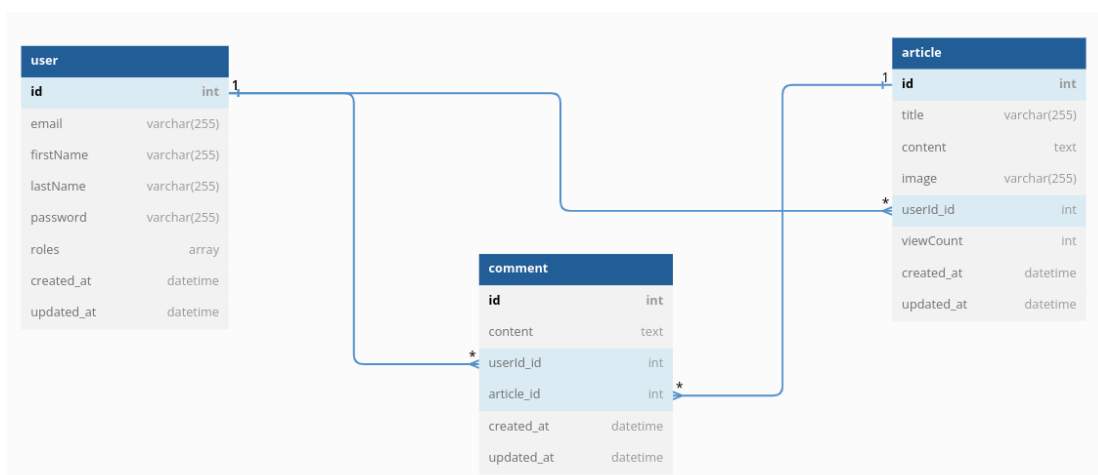 user
id int
email varchar(255)
firstName varchar(255)
lastName varchar(255)
password varchar(255)
roles array
created_at datetime
updated_at datetime
1
*
comment
id int
content text
userId_id int
article_id int
created_at datetime
updated_at datetime
*
1
*
article
id int
title varchar(255)
content text
image varchar(255)
userId_id int
viewCount int
created_at datetime
updated_at datetime